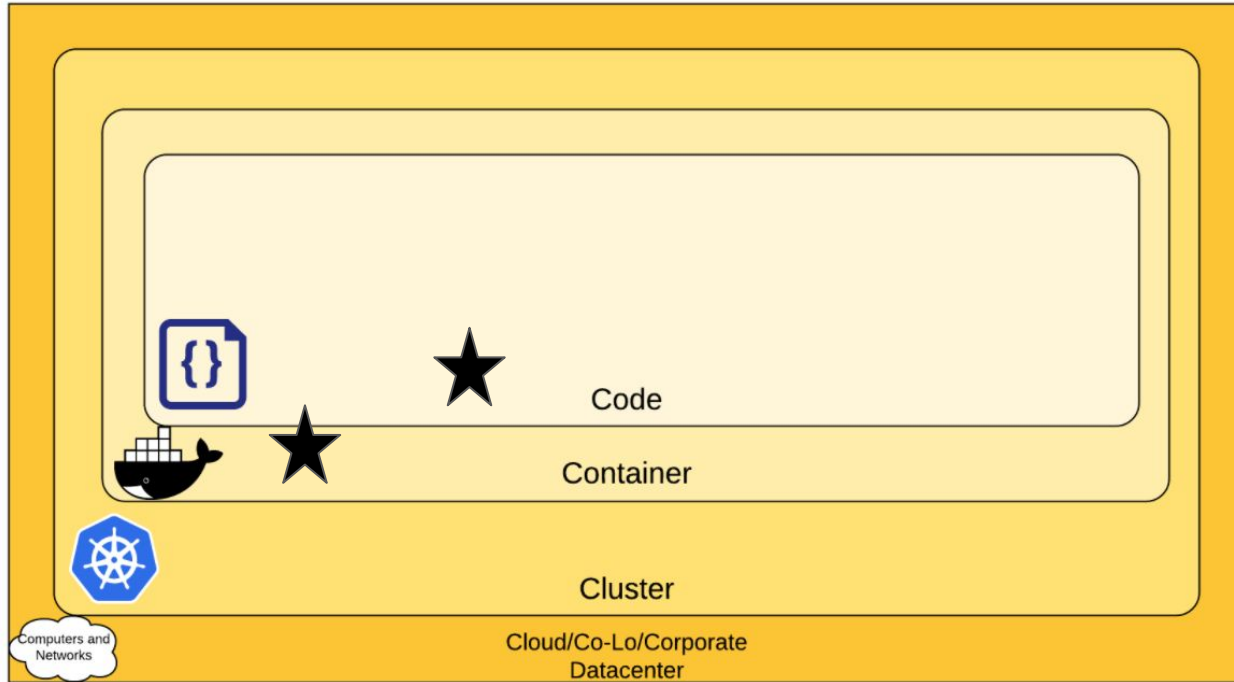 {}
Code
Container
Cluster
Computers and
Networks
Cloud/Co-Lo/Corporate
Datacenter